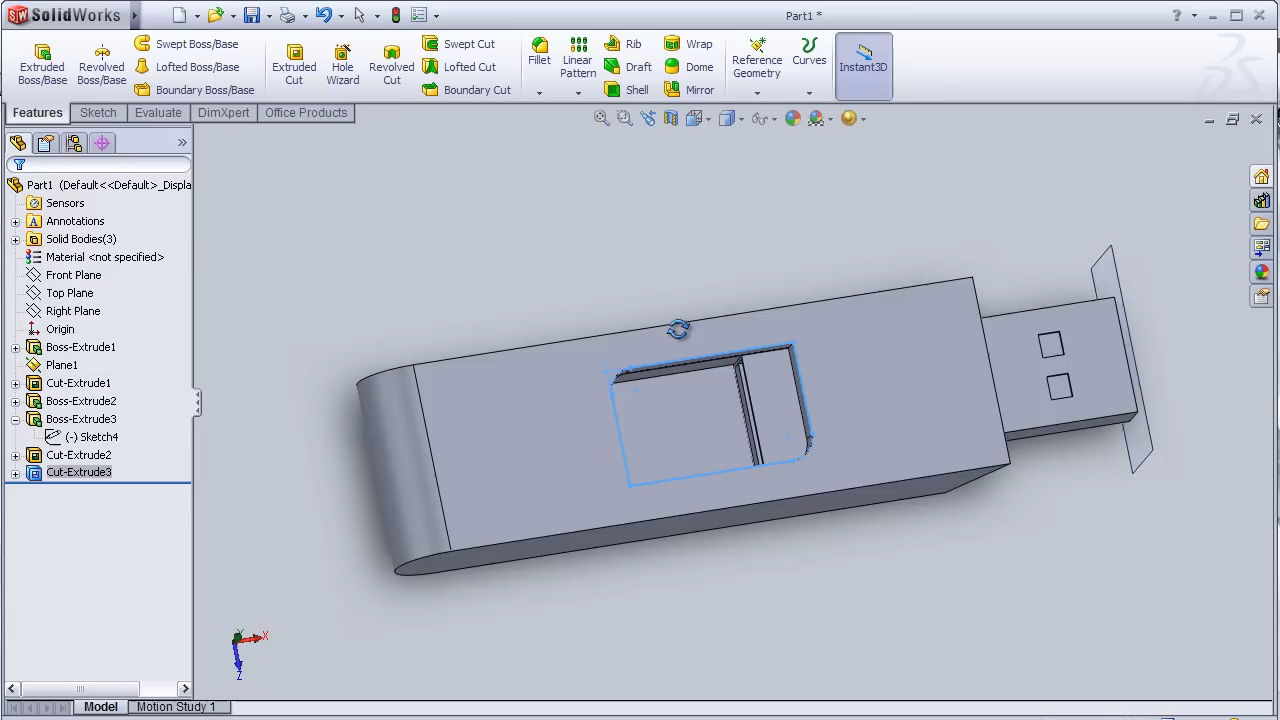 SW SolidWorks
Part1 *
Extruded Boss/Base
Revolved Boss/Base
Swept Boss/Base
Lofted Boss/Base
Boundary Boss/Base
Extruded Cut
Hole Wizard
Revolved Cut
Swept Cut
Lofted Cut
Boundary Cut
Fillet
Linear Pattern
Rib
Draft
Shell
Wrap
Dome
Mirror
Reference Geometry
Curves
Instant3D
Features
Sketch
Evaluate
DimXpert
Office Products
Part1 (Default<<Default>_Displa
Sensors
Annotations
Solid Bodies(3)
Material <not specified>
Front Plane
Top Plane
Right Plane
Origin
Boss-Extrude1
Plane1
Cut-Extrude1
Boss-Extrude2
Boss-Extrude3
(-) Sketch4
Cut-Extrude2
Cut-Extrude3
Y
X
Z
Model
Motion Study 1